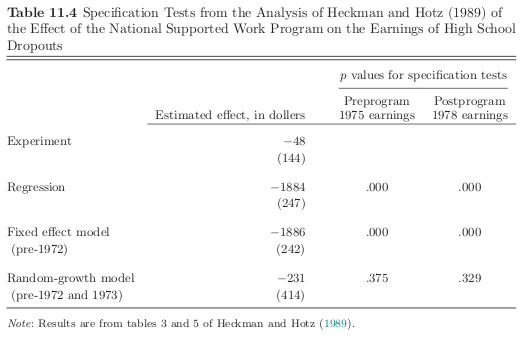 Table 11.4 Specification Tests from the Analysis of Heckman and Hotz (1989) of
the Effect of the National Supported Work Program on the Earnings of High School
Dropouts
p values for specification tests
Preprogram Postprogram
Estimated effect, in dollers 1975 earnings 1978 earnings
Experiment −48
(144)
Regression −1884 .000 .000
(247)
Fixed effect model −1886 .000 .000
(pre-1972) (242)
Random-growth model −231 .375 .329
(pre-1972 and 1973) (414)
Note: Results are from tables 3 and 5 of Heckman and Hotz (1989).